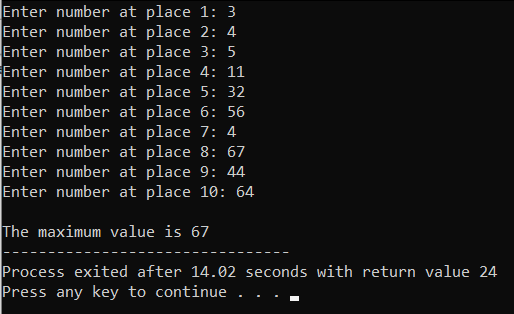 Enter number at place 1: 3
Enter number at place 2: 4
Enter number at place 3: 5
Enter number at place 4: 11
Enter number at place 5: 32
Enter number at place 6: 56
Enter number at place 7: 4
Enter number at place 8: 67
Enter number at place 9: 44
Enter number at place 10: 64
The maximum value is 67
--------------------------------
Process exited after 14.02 seconds with return value 24
Press any key to continue . . .